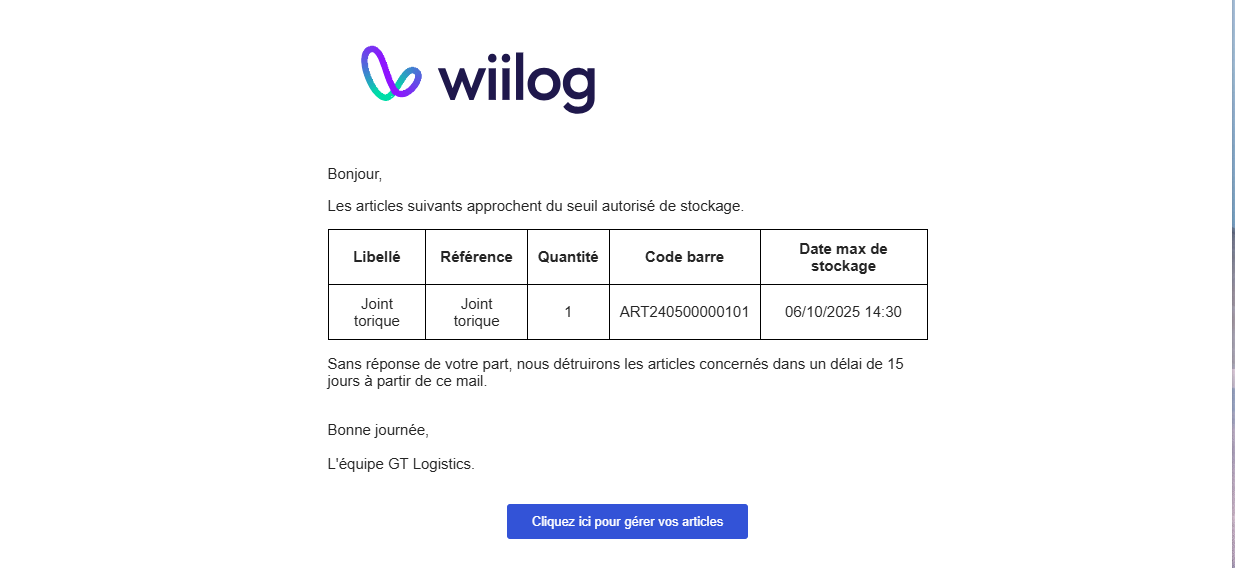 wiilog
Bonjour,
Les articles suivants approchent du seuil autorisé de stockage.
Libellé Référence Quantité Code barre Date max de stockage
Joint torique Joint torique 1 ART240500000101 06/10/2025 14:30
Sans réponse de votre part, nous détruirons les articles concernés dans un délai de 15
jours à partir de ce mail.
Bonne journée,
L'équipe GT Logistics.
Cliquez ici pour gérer vos articles